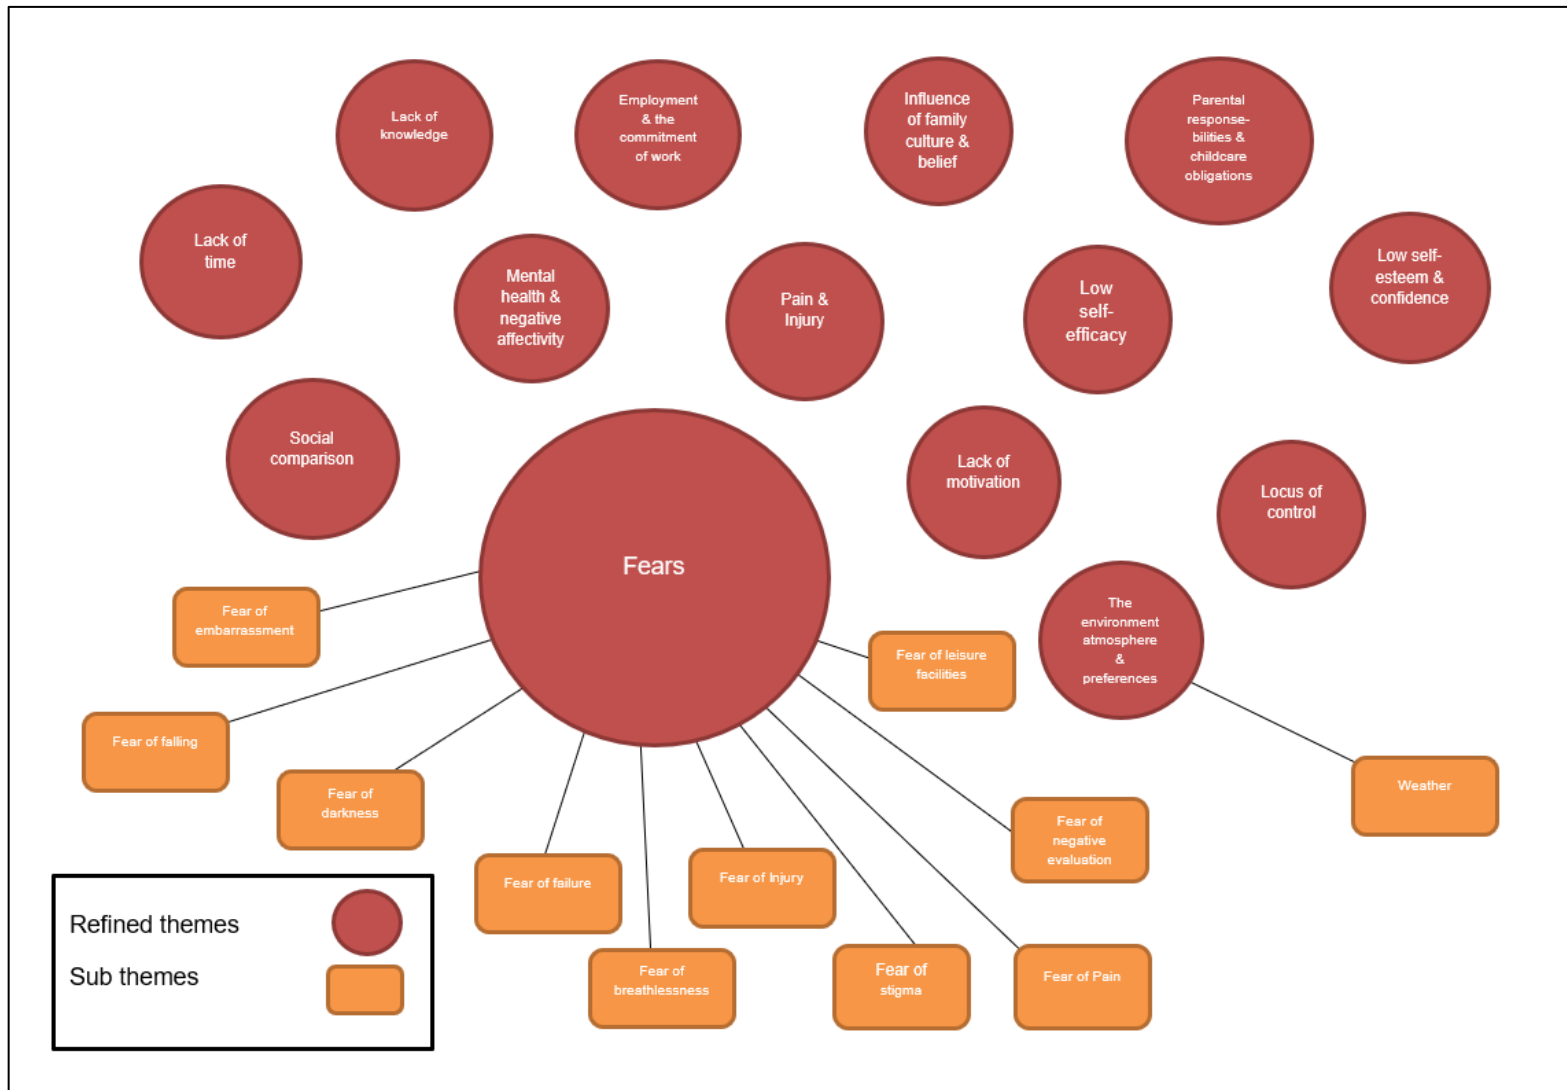 Lack of
knowledge
Employment
& the
commitment
of work
Influence
of family
culture &
belief
Parental
response-
bilities &
childcare
obligations
Lack of
time
Mental
health &
negative
affectivity
Pain &
Injury
Low
self-
efficacy
Low self-
esteem &
confidence
Social
comparison
Fears
Lack of
motivation
Locus of
control
The
environment
atmosphere
&
preferences
Fear of
embarrassment
Fear of leisure
facilities
Fear of falling
Fear of
darkness
Weather
Fear of
negative
evaluation
Fear of failure
Fear of Injury
Fear of
breathlessness
Fear of
stigma
Fear of Pain
Refined themes
Sub themes